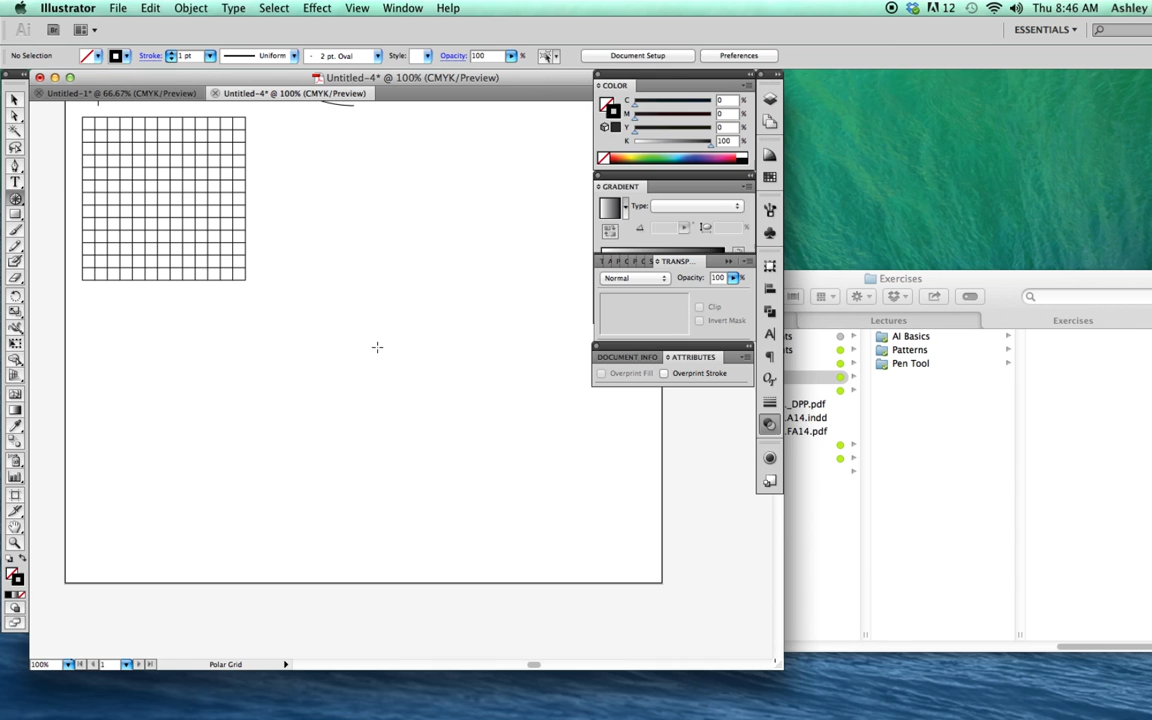 Illustrator File Edit Object Type Select Effect View Window Help 12 Thu 8:46 AM Ashley
Ai Br ESSENTIALS
No Selection Stroke: 1 pt Uniform 2 pt. Oval Style: Opacity: 100 % Document Setup Preferences
Untitled-4* @ 100% (CMYK/Preview)
Untitled-1* @ 66.67% (CMYK/Preview) Untitled-4* @ 100% (CMYK/Preview)
COLOR
C 0
M 0
Y 0
K 100 %
GRADIENT
Type:
%
TRANSP...
Normal Opacity: 100 %
Clip
Invert Mask
DOCUMENT INFO ATTRIBUTES
Overprint Fill Overprint Stroke
Exercises
Lectures Exercises
AI Basics
Patterns
Pen Tool
_DPP.pdf
.A14.indd
.FA14.pdf
100% 1 Polar Grid